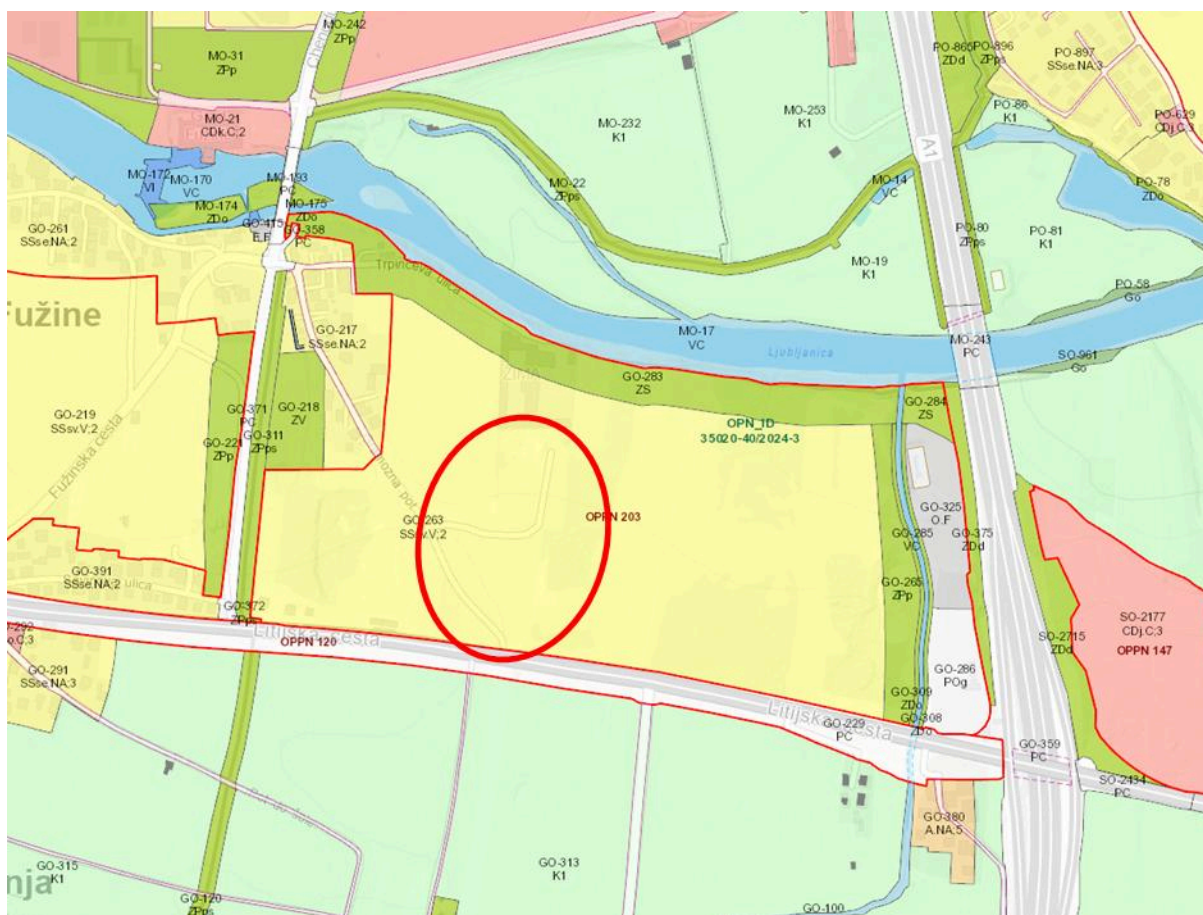 MO-242
ZPp
MO-31
ZPp
MO-21
CDk.C;2
MO-172
VI
MO-170
VC
MO-174
ZDo
MO-193
PC
MO-175
ZDo
GO-415
E.F
GO-358
PC
GO-261
SSse.NA;2
Trpinčeva ulica
MO-232
K1
MO-253
K1
MO-22
ZPps
MO-14
VC
MO-19
K1
MO-17
VC
Ljubljanica
A1
PO-865
ZDd
PO-896
ZPps
PO-897
SSse.NA;3
PO-86
K1
PO-629
CDj.C;3
PO-78
ZDo
PO-80
ZPps
PO-81
K1
PO-58
Go
MO-243
PC
SO-961
Go
Fužine
GO-217
SSse.NA;2
GO-219
SSsv.V;2
GO-218
ZV
GO-371
PC
GO-311
ZPps
Fužinska cesta
GO-283
ZS
GO-284
ZS
OPN_1D
35020-40/2024-3
GO-263
SSsv.V;2
OPPN 203
GO-325
O.F
GO-285
VC
GO-375
ZDd
GO-265
ZPp
GO-391
SSse.NA;2
ulica
GO-372
ZPps
Litijska cesta
OPPN 120
GO-291
SSse.NA;3
GO-286
POg
GO-309
ZDo
GO-308
ZDo
Litijska cesta
GO-229
PC
GO-359
PC
SO-2177
CDj.C;3
OPPN 147
SO-2715
ZDd
SO-2434
PC
GO-380
A.NA;5
GO-315
K1
GO-313
K1
GO-120
ZPps
GO-100